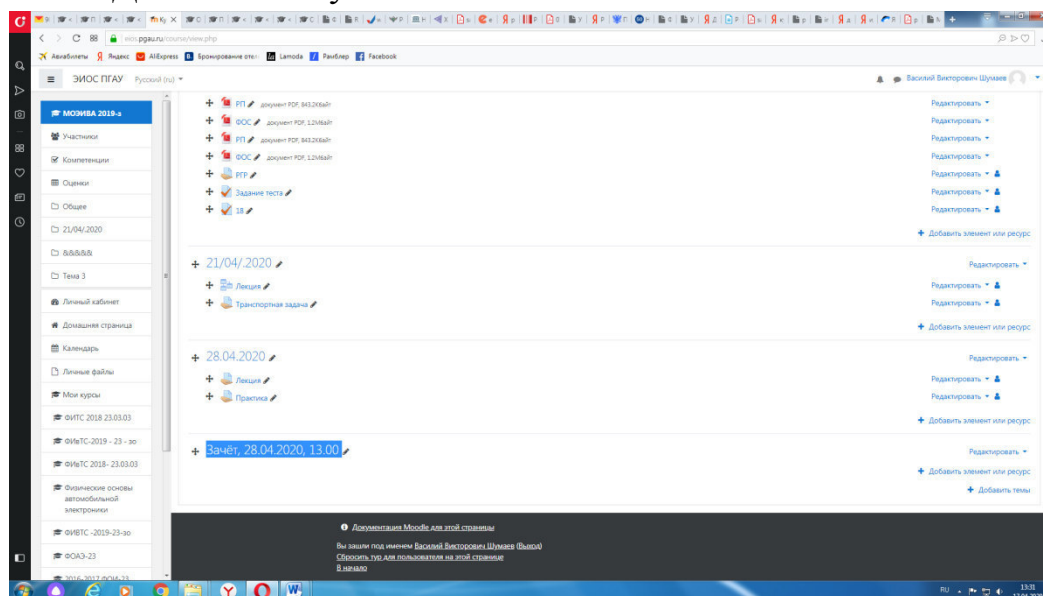 eios.pgau.ru/course/view.php
Авиабилеты Яндекс AliExpress Бронирование оте Lamoda Рамблер Facebook
ЭИОС ПГАУ Русский (ru)
Василий Викторович Шумаев
МОЭИВА 2019-з
Участники
Компетенции
Оценки
Общее
21/04/.2020
&&&&&
Тема 3
Личный кабинет
Домашняя страница
Календарь
Личные файлы
Мои курсы
ФИТС 2018 23.03.03
ФИвТС-2019 - 23 - зо
ФИвТС 2018- 23.03.03
Физические основы
автомобильной
электроники
ФИВТС -2019-23-зо
ФОАЭ-23
РП документ PDF, 843.2Кбайт Редактировать
ФОС документ PDF, 1.2Мбайт Редактировать
РП документ PDF, 843.2Кбайт Редактировать
ФОС документ PDF, 1.2Мбайт Редактировать
РГР Редактировать
Задание теста Редактировать
18 Редактировать
Добавить элемент или ресурс
21/04/.2020 Редактировать
Лекция Редактировать
Транспортная задача Редактировать
Добавить элемент или ресурс
28.04.2020 Редактировать
Лекция Редактировать
Практика Редактировать
Добавить элемент или ресурс
Зачёт, 28.04.2020, 13.00 Редактировать
Добавить элемент или ресурс
Добавить темы
Документация Moodle для этой страницы
Вы зашли под именем Василий Викторович Шумаев (Выход)
Сбросить тур для пользователя на этой странице
В начало
RU 13:31